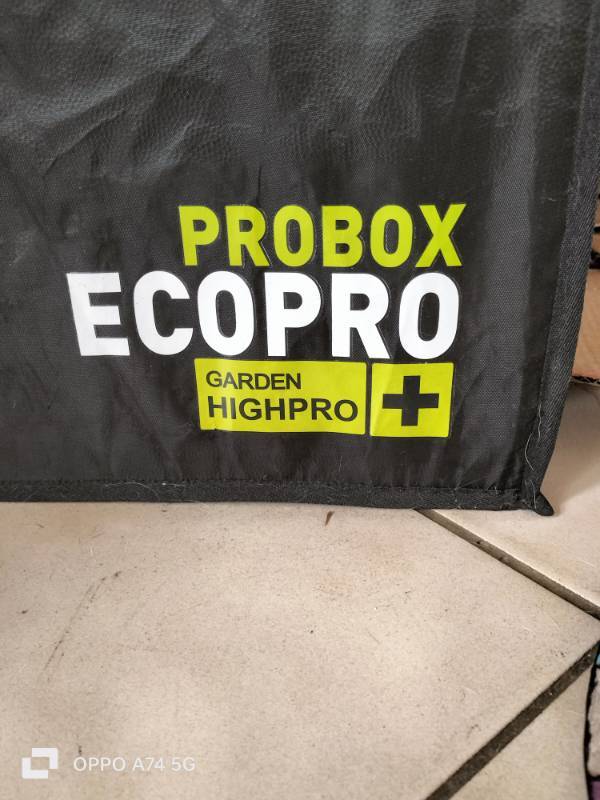 PROBOX
ECOPRO
GARDEN
HIGHPRO
OPPO A74 5G